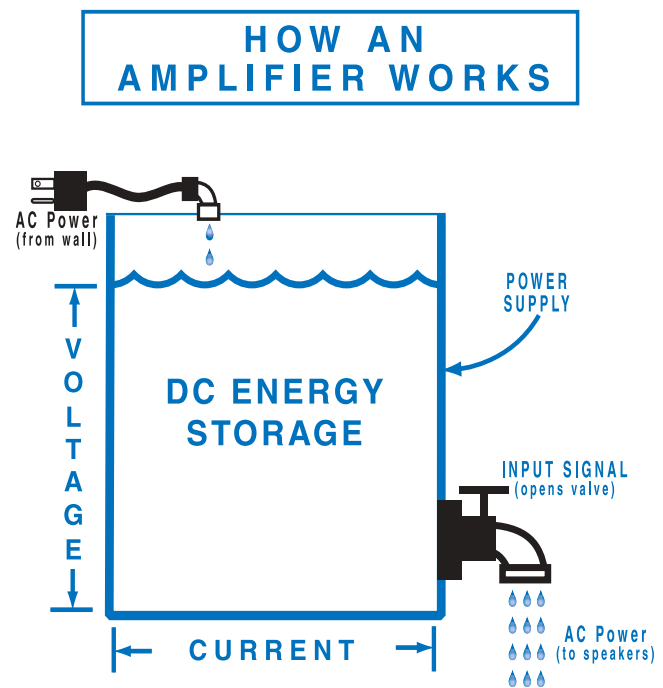 HOW AN
AMPLIFIER WORKS
AC Power
(from wall)
POWER
SUPPLY
VOLTAGE
DC ENERGY
STORAGE
INPUT SIGNAL
(opens valve)
AC Power
(to speakers)
CURRENT